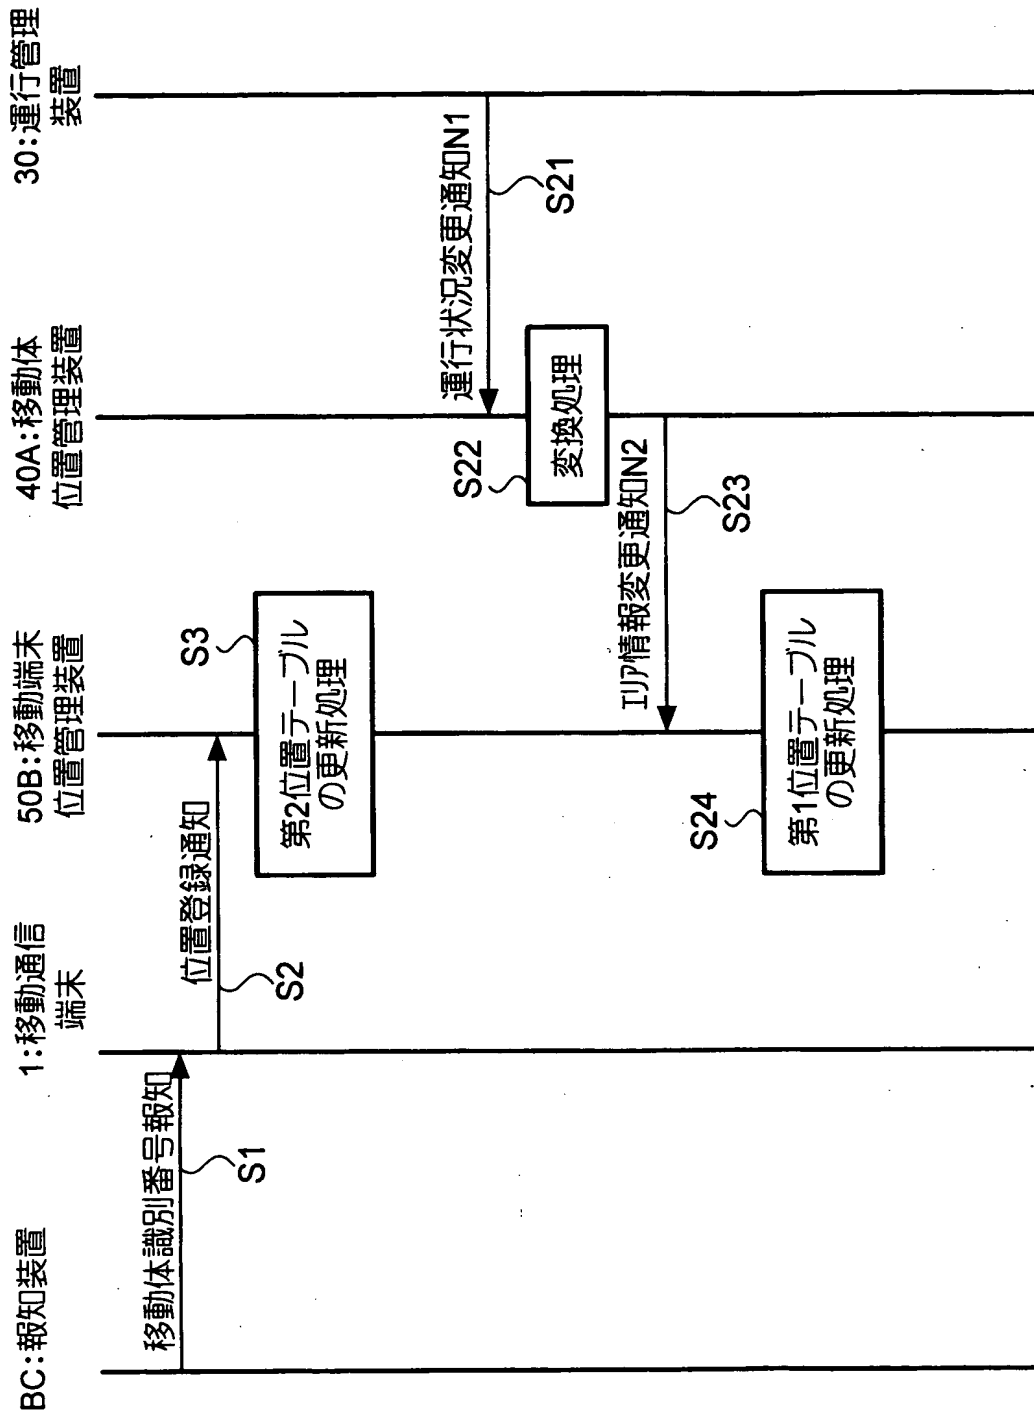 BC:報知装置
1:移動通信
端末
50B:移動端末
位置管理装置
40A:移動体
位置管理装置
30:運行管理
装置
移動体識別番号報知
S1
位置登録通知
S2
S3
第2位置テーブル
の更新処理
運行状況変更通知N1
S21
S22
変換処理
エリア情報変更通知N2
S23
S24
第1位置テーブル
の更新処理